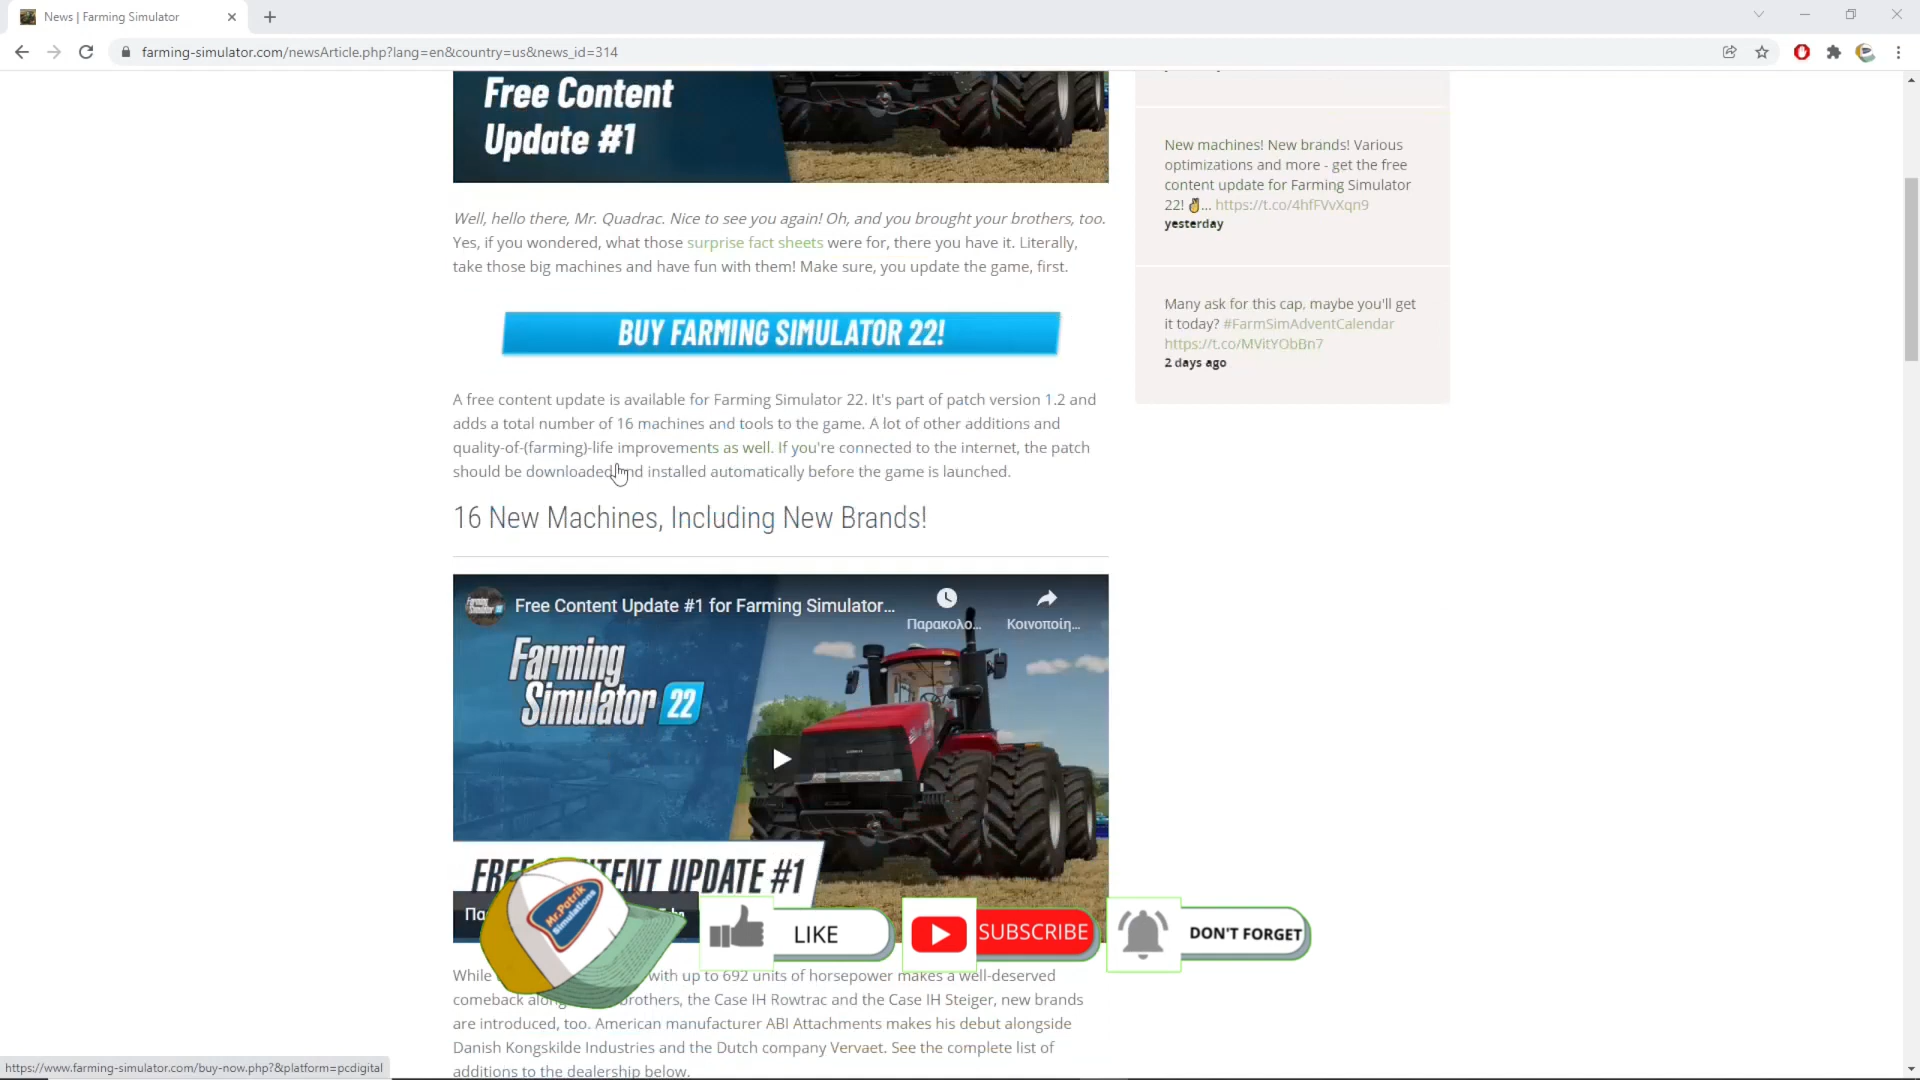 News | Farming Simulator
farming-simulator.com/newsArticle.php?lang=en&country=us&news_id=314
Free Content
Update #1
Well, hello there, Mr. Quadrac. Nice to see you again! Oh, and you brought your brothers, too.
Yes, if you wondered, what those surprise fact sheets were for, there you have it. Literally,
take those big machines and have fun with them! Make sure, you update the game, first.
BUY FARMING SIMULATOR 22!
A free content update is available for Farming Simulator 22. It's part of patch version 1.2 and
adds a total number of 16 machines and tools to the game. A lot of other additions and
quality-of-(farming)-life improvements as well. If you're connected to the internet, the patch
should be downloaded and installed automatically before the game is launched.
16 New Machines, Including New Brands!
Free Content Update #1 for Farming Simulator...
Παρακολο...
Κοινοποίη...
Farming
Simulator 22
UPDATE #1
Mr.Patrik
Simulations
LIKE
SUBSCRIBE
DON'T FORGET
While with up to 692 units of horsepower makes a well-deserved
comeback brothers, the Case IH Rowtrac and the Case IH Steiger, new brands
are introduced, too. American manufacturer ABI Attachments makes his debut alongside
Danish Kongskilde Industries and the Dutch company Vervaet. See the complete list of
additions to the dealership below.
New machines! New brands! Various
optimizations and more - get the free
content update for Farming Simulator
22! ✌... https://t.co/4hfFVvXqn9
yesterday
Many ask for this cap, maybe you'll get
it today? #FarmSimAdventCalendar
https://t.co/MVitYObBn7
2 days ago
https://www.farming-simulator.com/buy-now.php?&platform=pcdigital